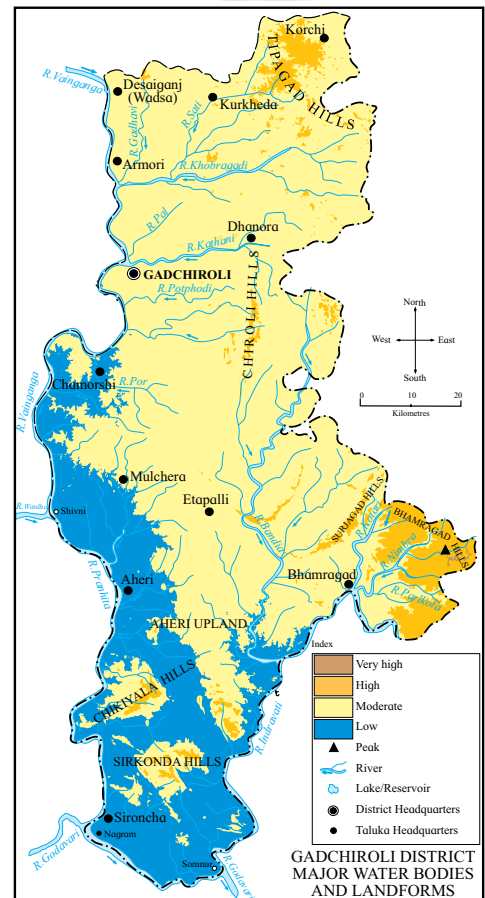 Korchi
TIPAGAD HILLS
R.Vainganga
Desaiganj
(Wadsa)
Kurkheda
R.Sati
R.Gadhavi
Armori
R.Khobragadi
R.Pal
Dhanora
R.Kathani
GADCHIROLI
R.Potphodi
CHIROLI HILLS
North
West
East
South
0
10
20
Kilometres
R.Vainganga
Chamorshi
R.Por
Mulchera
Etapalli
SURJAGAD HILLS
BHAMRAGAD HILLS
R.Wardha
Shivni
R.Bandia
R.Nimbra
R.Pranhita
Aheri
Bhamragad
R.Parlkota
AHERI UPLAND
CHIKIYALA HILLS
R.Indravati
SIRKONDA HILLS
Sironcha
Nagram
R.Godavari
Somnur
R.Godavari
Index
Very high
High
Moderate
Low
Peak
River
Lake/Reservoir
District Headquarters
Taluka Headquarters
GADCHIROLI DISTRICT
MAJOR WATER BODIES
AND LANDFORMS